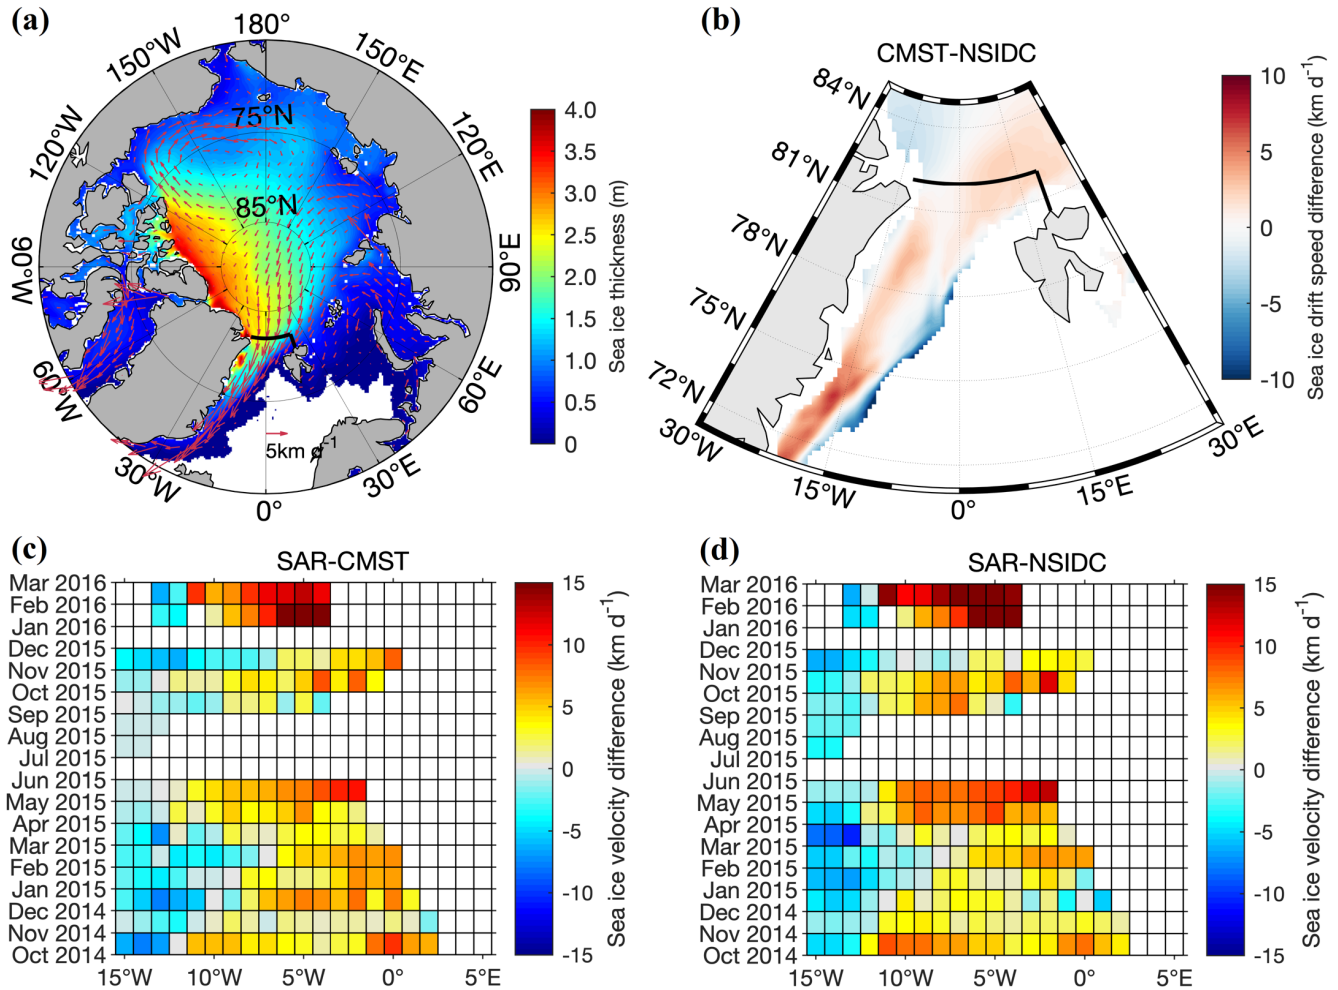 (a)
180°
150°W
150°E
120°W
120°E
90°W
90°E
60°W
60°E
30°W
30°E
0°
75°N
85°N
5km d⁻¹
4.0
3.5
3.0
2.5
2.0
1.5
1.0
0.5
0
Sea ice thickness (m)
(b)
CMST-NSIDC
84°N
81°N
78°N
75°N
72°N
30°W
15°W
0°
15°E
30°E
10
5
0
-5
-10
Sea ice drift speed difference (km d⁻¹)
(c)
SAR-CMST
Mar 2016
Feb 2016
Jan 2016
Dec 2015
Nov 2015
Oct 2015
Sep 2015
Aug 2015
Jul 2015
Jun 2015
May 2015
Apr 2015
Mar 2015
Feb 2015
Jan 2015
Dec 2014
Nov 2014
Oct 2014
15°W
10°W
5°W
0°
5°E
15
10
5
0
-5
-10
-15
Sea ice velocity difference (km d⁻¹)
(d)
SAR-NSIDC
Mar 2016
Feb 2016
Jan 2016
Dec 2015
Nov 2015
Oct 2015
Sep 2015
Aug 2015
Jul 2015
Jun 2015
May 2015
Apr 2015
Mar 2015
Feb 2015
Jan 2015
Dec 2014
Nov 2014
Oct 2014
15°W
10°W
5°W
0°
5°E
15
10
5
0
-5
-10
-15
Sea ice velocity difference (km d⁻¹)